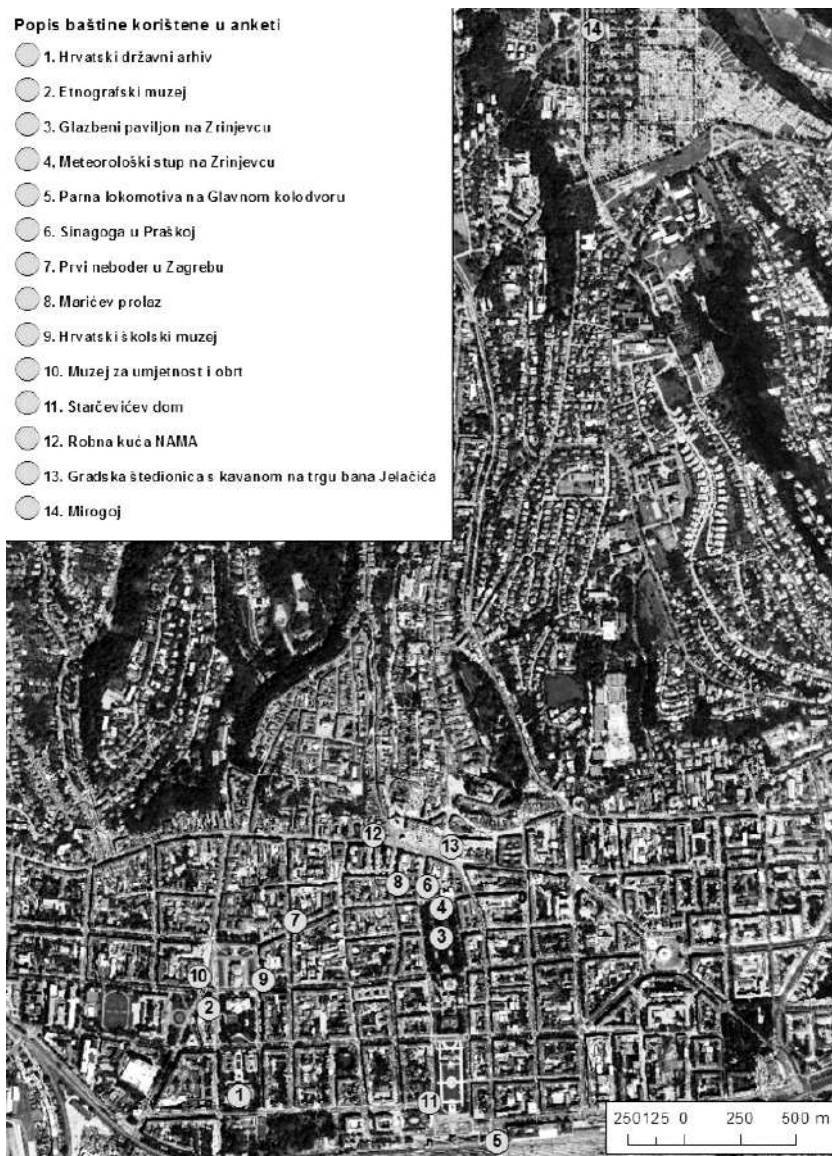 Popis baštine korištene u anketi
1. Hrvatski državni arhiv
2. Etnografski muzej
3. Glazbeni paviljon na Zrinjevcu
4. Meteorološki stup na Zrinjevcu
5. Parna lokomotiva na Glavnom kolodvoru
6. Sinagoga u Praškoj
7. Prvi neboder u Zagrebu
8. Marićev prolaz
9. Hrvatski školski muzej
10. Muzej za umjetnost i obrt
11. Starčevićev dom
12. Robna kuća NAMA
13. Gradska štedionica s kavanom na trgu bana Jelačića
14. Mirogoj
14
12
13
8
6
4
7
3
10
9
2
1
11
5
250125 0 250 500 m